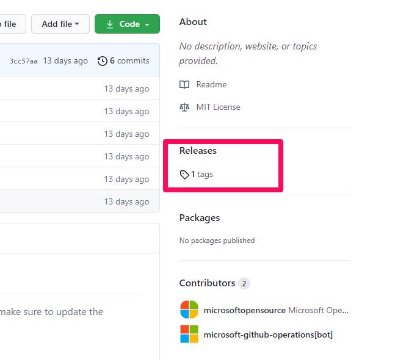 file
Add file
Code
3cc57aa 13 days ago 6 commits
13 days ago
13 days ago
13 days ago
13 days ago
13 days ago
13 days ago
make sure to update the
About
No description, website, or topics
provided.
Readme
MIT License
Releases
1 tags
Packages
No packages published
Contributors 2
microsoftopensource Microsoft Ope...
microsoft-github-operations[bot]